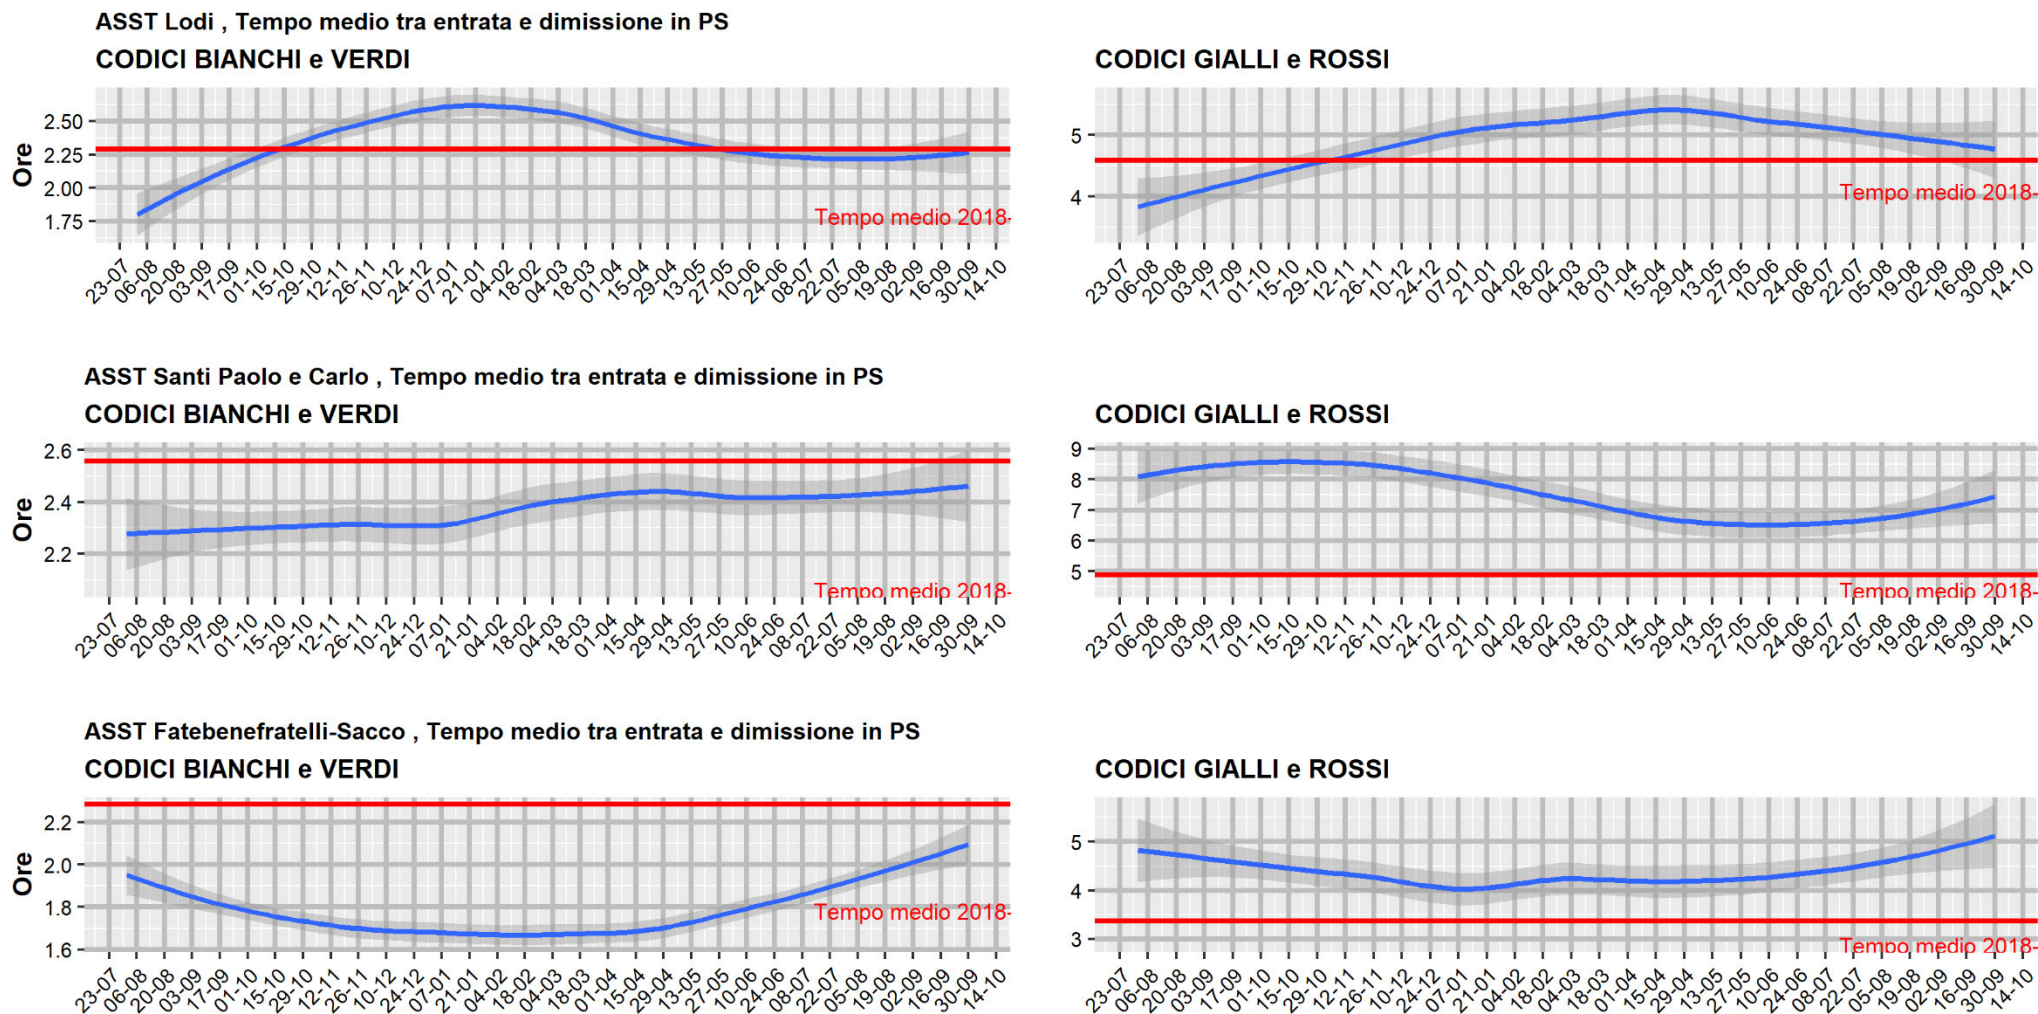 ASST Lodi , Tempo medio tra entrata e dimissione in PS
CODICI BIANCHI e VERDI
CODICI GIALLI e ROSSI
Ore
2.50
2.25
2.00
1.75
Tempo medio 2018-
23-07 06-08 20-08 03-09 17-09 01-10 15-10 29-10 12-11 26-11 10-12 24-12 07-01 21-01 04-02 18-02 04-03 18-03 01-04 15-04 29-04 13-05 27-05 10-06 24-06 08-07 22-07 05-08 19-08 02-09 16-09 30-09 14-10
5
4
Tempo medio 2018-
23-07 06-08 20-08 03-09 17-09 01-10 15-10 29-10 12-11 26-11 10-12 24-12 07-01 21-01 04-02 18-02 04-03 18-03 01-04 15-04 29-04 13-05 27-05 10-06 24-06 08-07 22-07 05-08 19-08 02-09 16-09 30-09 14-10
ASST Santi Paolo e Carlo , Tempo medio tra entrata e dimissione in PS
CODICI BIANCHI e VERDI
CODICI GIALLI e ROSSI
Ore
2.6
2.4
2.2
Tempo medio 2018-
23-07 06-08 20-08 03-09 17-09 01-10 15-10 29-10 12-11 26-11 10-12 24-12 07-01 21-01 04-02 18-02 04-03 18-03 01-04 15-04 29-04 13-05 27-05 10-06 24-06 08-07 22-07 05-08 19-08 02-09 16-09 30-09 14-10
9
8
7
6
5
Tempo medio 2018-
23-07 06-08 20-08 03-09 17-09 01-10 15-10 29-10 12-11 26-11 10-12 24-12 07-01 21-01 04-02 18-02 04-03 18-03 01-04 15-04 29-04 13-05 27-05 10-06 24-06 08-07 22-07 05-08 19-08 02-09 16-09 30-09 14-10
ASST Fatebenefratelli-Sacco , Tempo medio tra entrata e dimissione in PS
CODICI BIANCHI e VERDI
CODICI GIALLI e ROSSI
Ore
2.2
2.0
1.8
1.6
Tempo medio 2018-
23-07 06-08 20-08 03-09 17-09 01-10 15-10 29-10 12-11 26-11 10-12 24-12 07-01 21-01 04-02 18-02 04-03 18-03 01-04 15-04 29-04 13-05 27-05 10-06 24-06 08-07 22-07 05-08 19-08 02-09 16-09 30-09 14-10
5
4
3
Tempo medio 2018-
23-07 06-08 20-08 03-09 17-09 01-10 15-10 29-10 12-11 26-11 10-12 24-12 07-01 21-01 04-02 18-02 04-03 18-03 01-04 15-04 29-04 13-05 27-05 10-06 24-06 08-07 22-07 05-08 19-08 02-09 16-09 30-09 14-10